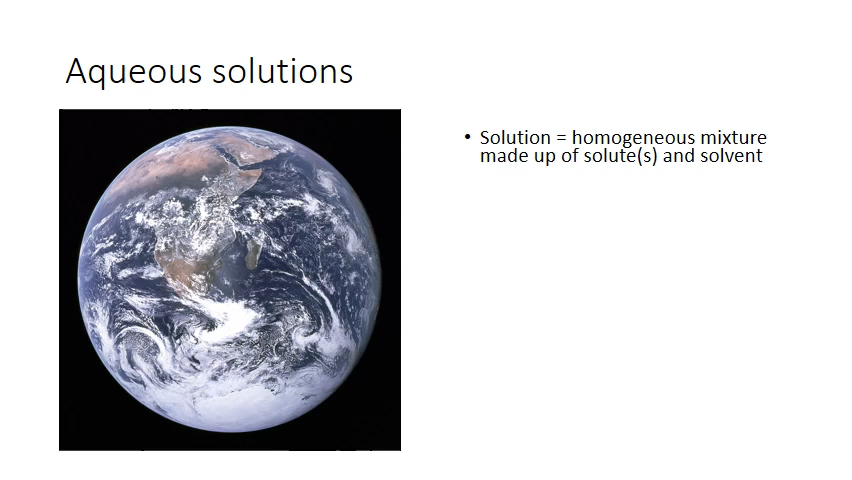 Aqueous solutions
• Solution = homogeneous mixture
made up of solute(s) and solvent